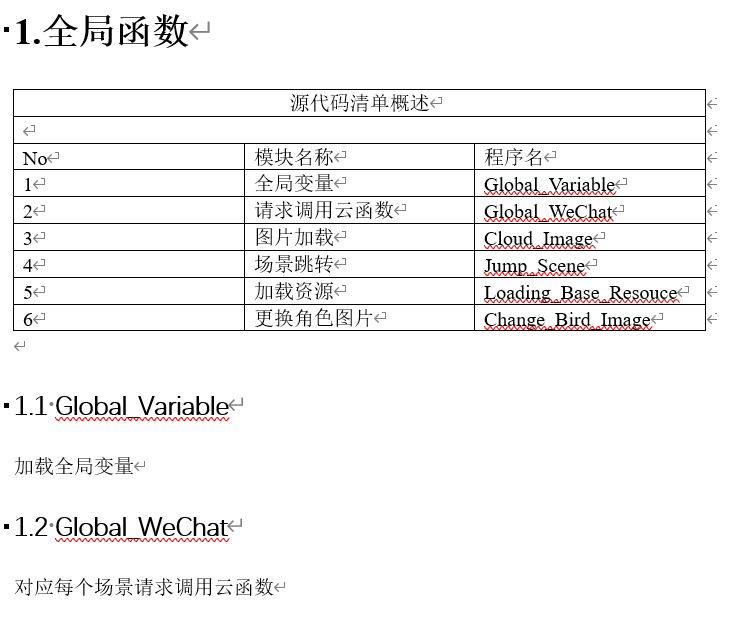 1.全局函数
源代码清单概述
No 模块名称 程序名
1 全局变量 Global_Variable
2 请求调用云函数 Global_WeChat
3 图片加载 Cloud_Image
4 场景跳转 Jump_Scene
5 加载资源 Loading_Base_Resouce
6 更换角色图片 Change_Bird_Image
1.1 Global_Variable
加载全局变量
1.2 Global_WeChat
对应每个场景请求调用云函数